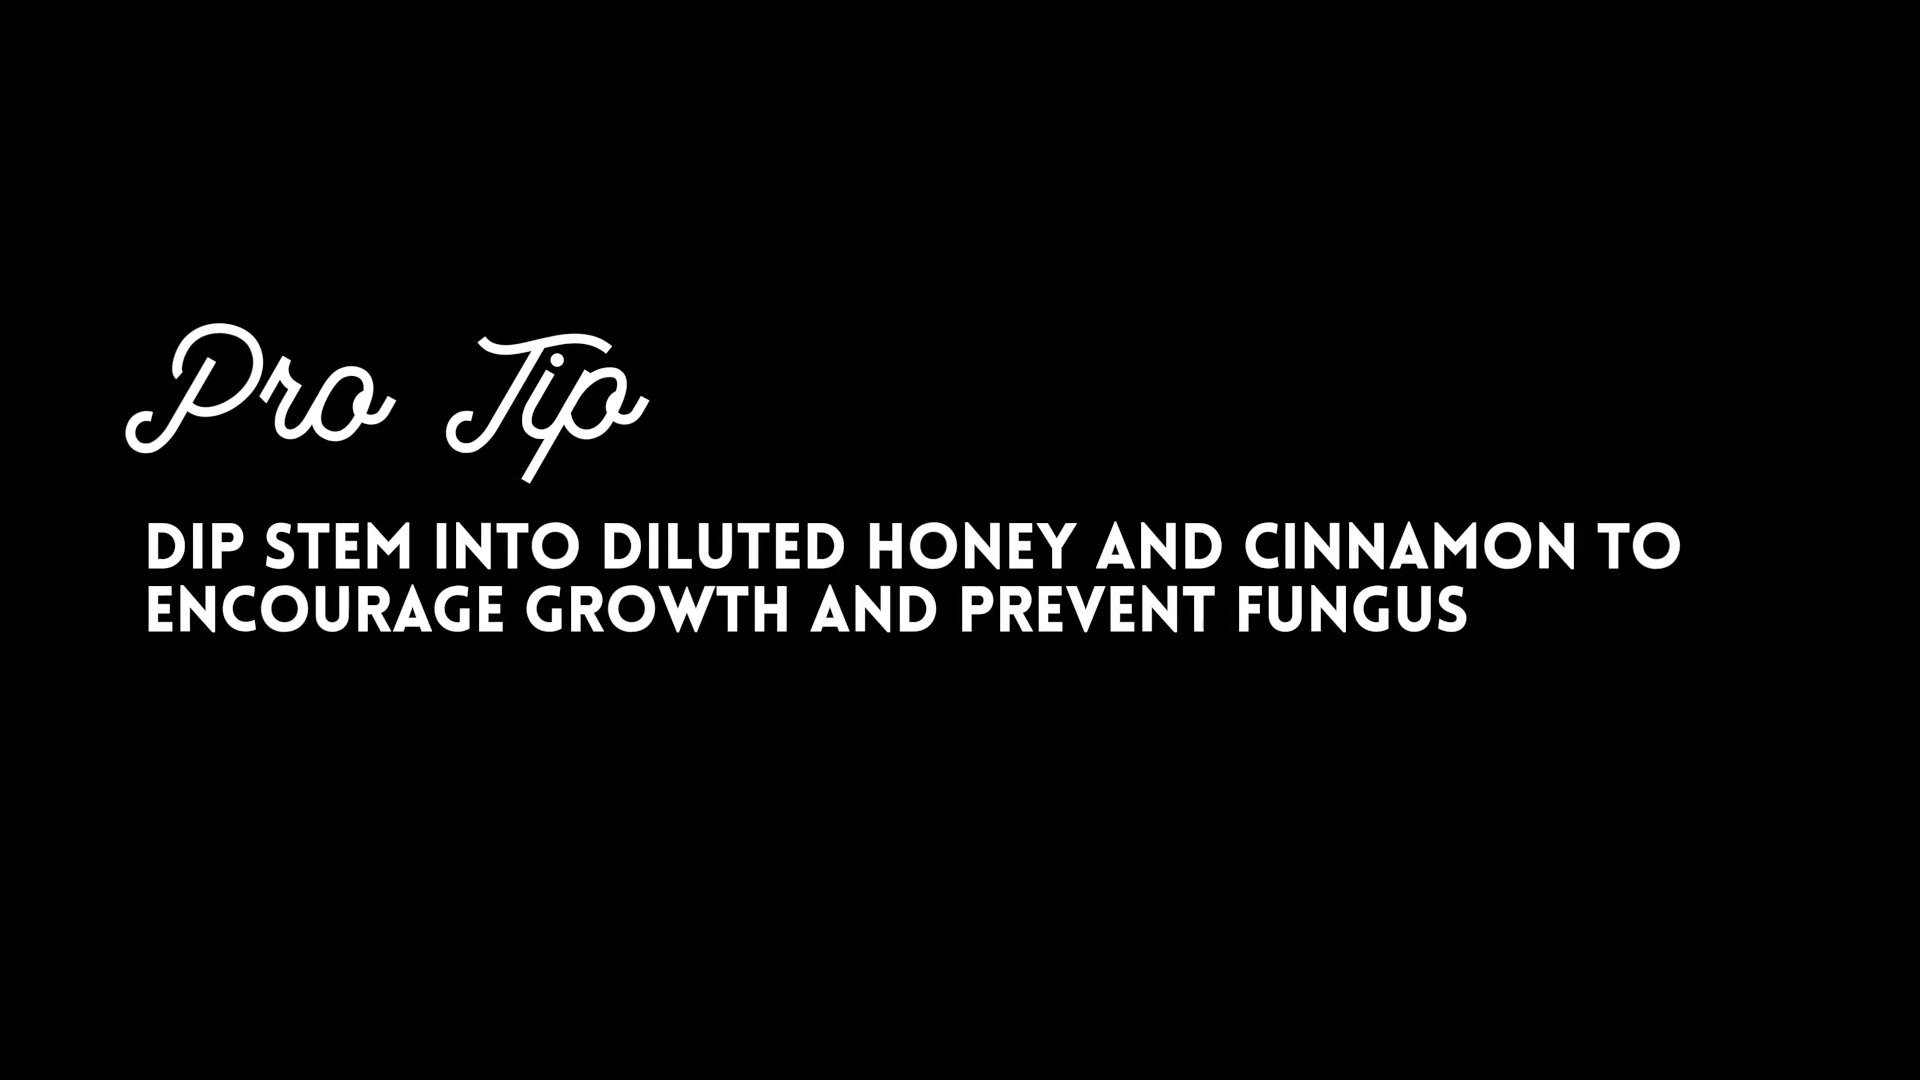 Pro Tip
DIP STEM INTO DILUTED HONEY AND CINNAMON TO
ENCOURAGE GROWTH AND PREVENT FUNGUS